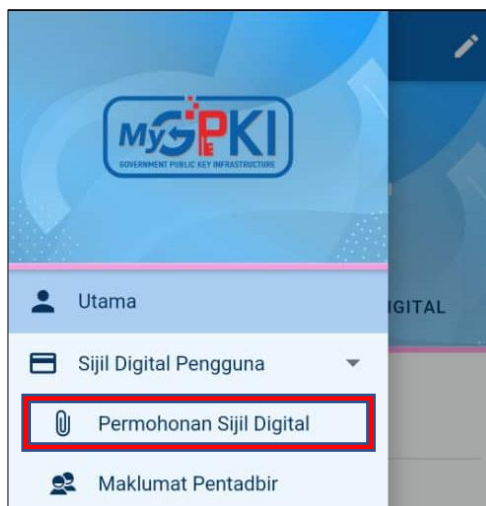 MyGPKI
GOVERNMENT PUBLIC KEY INFRASTRUCTURE
Utama
IGITAL
Sijil Digital Pengguna
Permohonan Sijil Digital
Maklumat Pentadbir